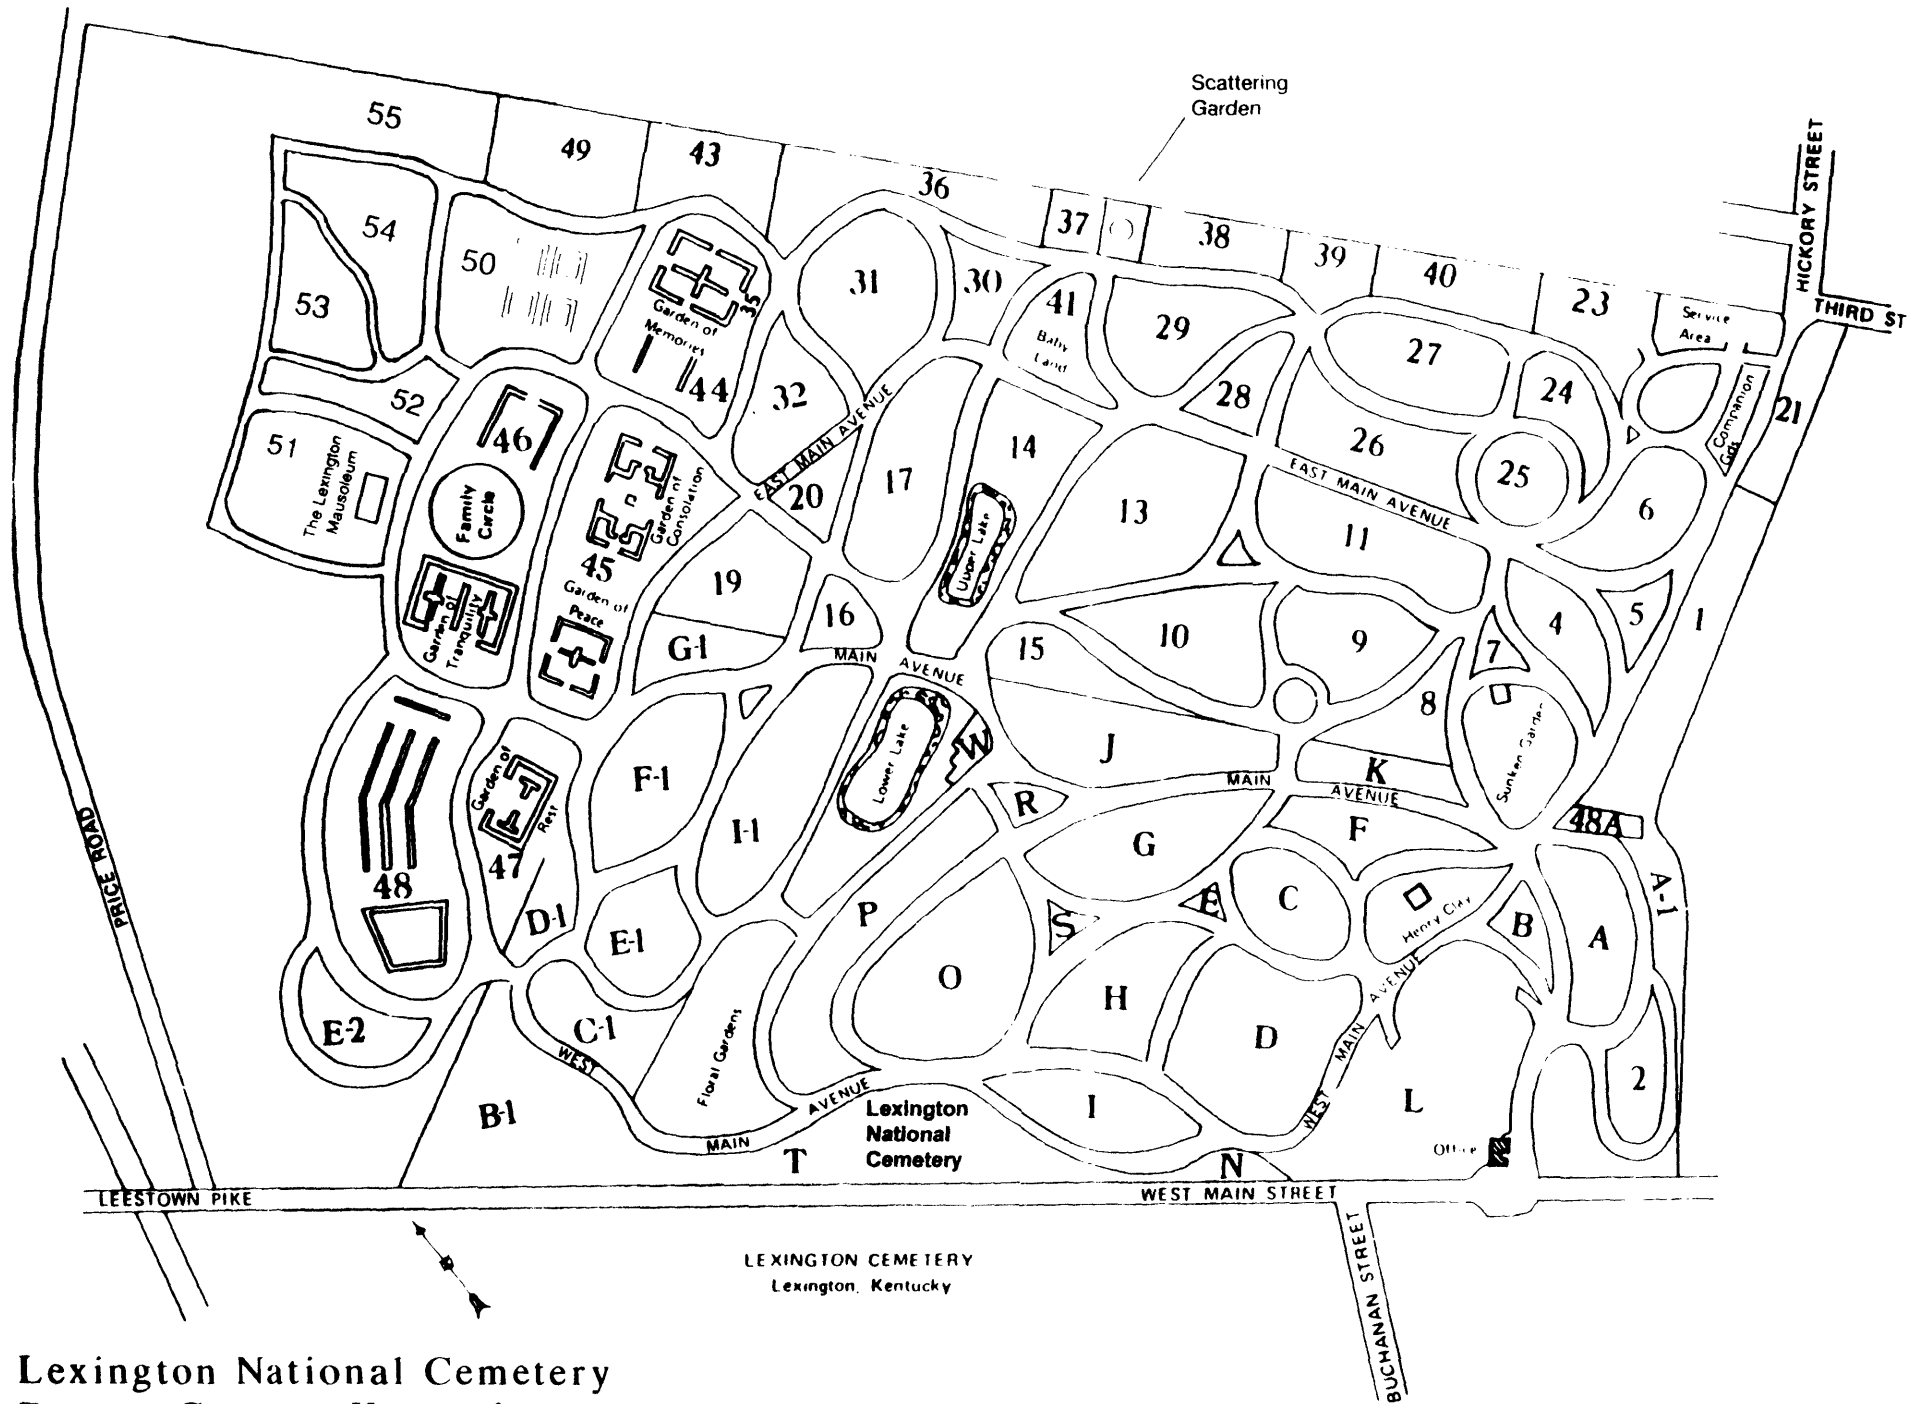 Scattering
Garden
55
49
43
36
37
38
39
40
23
HICKORY STREET
THIRD ST
Service
Area
54
50
53
52
51
The Lexington
Mausoleum
46
Family
Circle
Garden of
Tranquility
Garden of
Memories
35
44
Garden of
Consolation
45
Garden of
Peace
31
30
41
Baby
Land
29
28
27
24
Companion
Gds
21
32
EAST MAIN AVENUE
20
17
14
Upper Lake
13
26
EAST MAIN AVENUE
25
6
11
19
16
G-1
MAIN AVENUE
15
10
9
7
4
5
1
8
Sunken Garden
Lower Lake
W
J
K
MAIN AVENUE
F-1
I-1
R
G
F
48A
A-1
Garden of
Rest
47
48
D-1
E-1
P
S
E
C
Henry Clay
B
A
O
H
D
E-2
C-1
Floral Gardens
WEST MAIN AVENUE
B-1
T
Lexington
National
Cemetery
I
N
WEST MAIN AVENUE
L
2
Office
PRICE ROAD
LEESTOWN PIKE
WEST MAIN STREET
BUCHANAN STREET
LEXINGTON CEMETERY
Lexington, Kentucky
Lexington National Cemetery